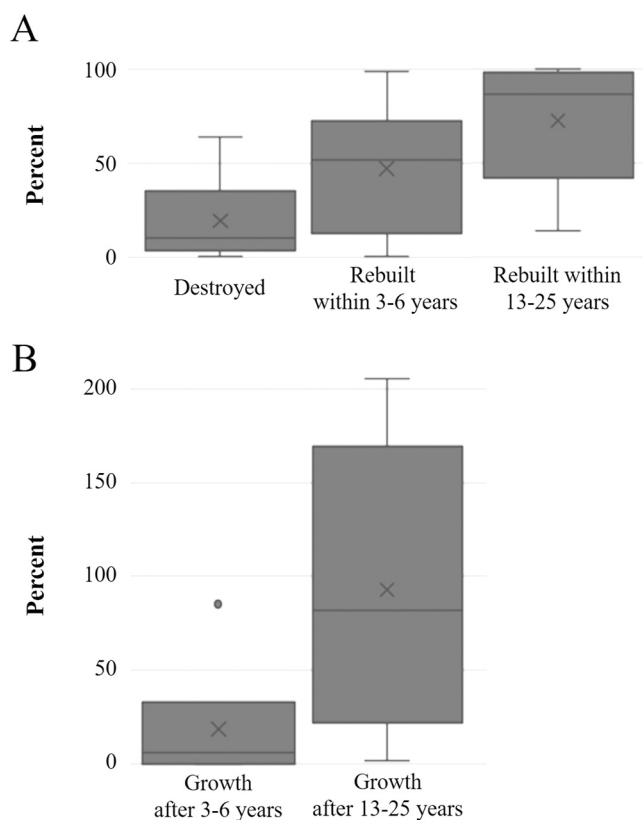 A
Percent
100
50
0
Destroyed
Rebuilt
within 3-6 years
Rebuilt within
13-25 years
B
Percent
200
150
100
50
0
Growth
after 3-6 years
Growth
after 13-25 years